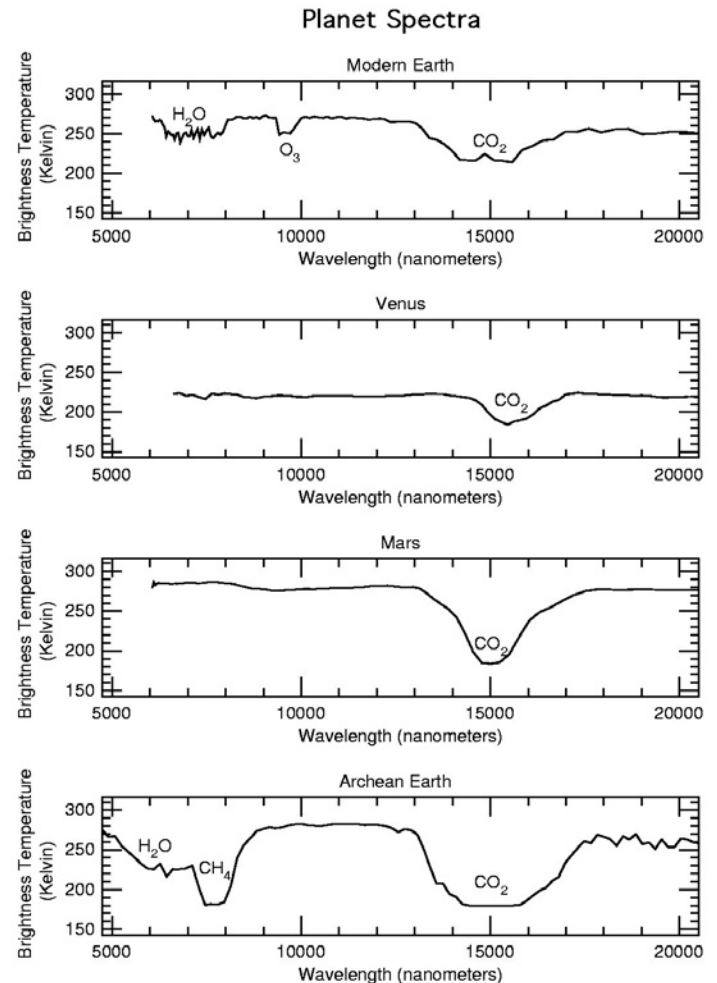 Planet Spectra
Modern Earth
Brightness Temperature
(Kelvin)
300
250
200
150
H₂O
O₃
CO₂
5000 10000 15000 20000
Wavelength (nanometers)
Venus
Brightness Temperature
(Kelvin)
300
250
200
150
CO₂
5000 10000 15000 20000
Wavelength (nanometers)
Mars
Brightness Temperature
(Kelvin)
300
250
200
150
CO₂
5000 10000 15000 20000
Wavelength (nanometers)
Archean Earth
Brightness Temperature
(Kelvin)
300
250
200
150
H₂O
CH₄
CO₂
5000 10000 15000 20000
Wavelength (nanometers)